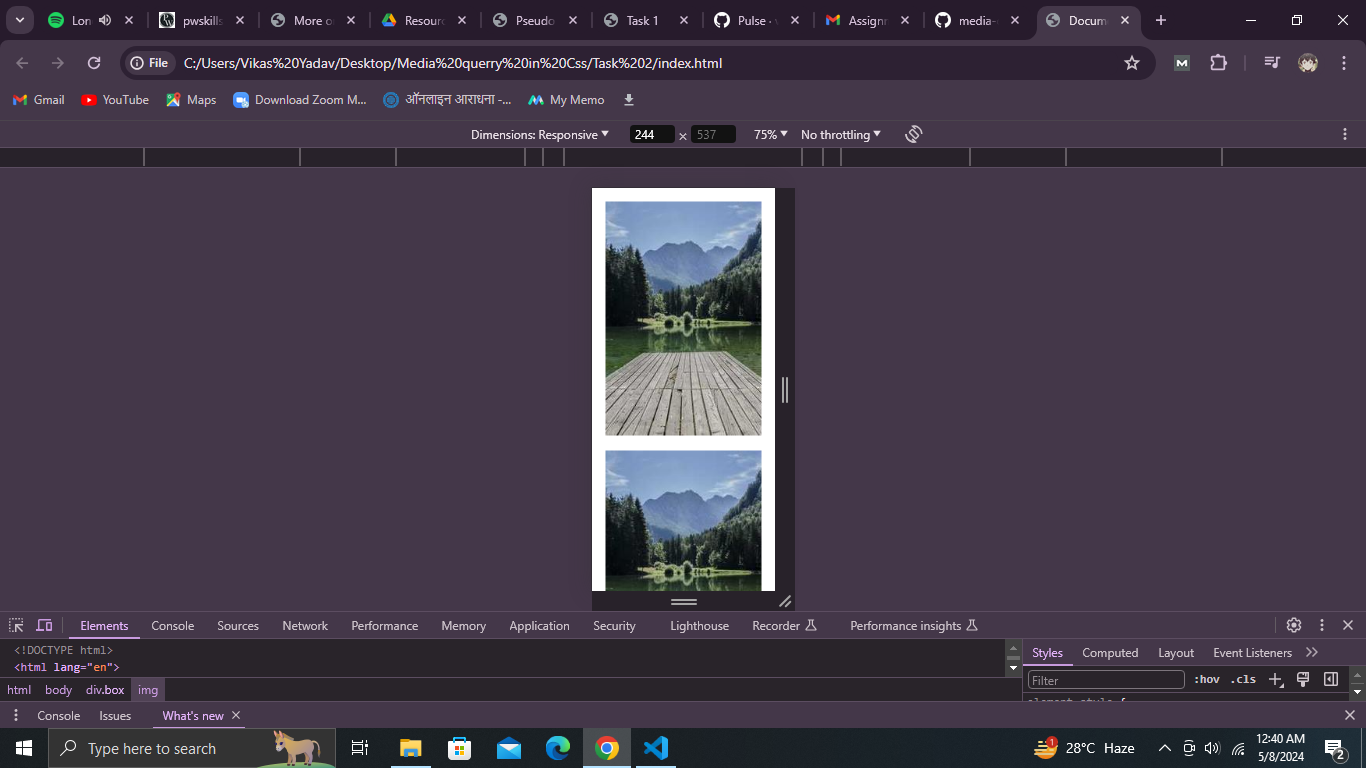 Lon
pwskills
More o
Resourc
Pseudo
Task 1
Pulse ·
Assignm
media-
Docum
File
C:/Users/Vikas%20Yadav/Desktop/Media%20querry%20in%20Css/Task%202/index.html
M
Gmail
YouTube
Maps
Download Zoom M...
ऑनलाइन आराधना -...
My Memo
Dimensions: Responsive
244
×
537
75%
No throttling
Elements
Console
Sources
Network
Performance
Memory
Application
Security
Lighthouse
Recorder
Performance insights
<!DOCTYPE html>
<html lang="en">
Styles
Computed
Layout
Event Listeners
Filter
:hov
.cls
html
body
div.box
img
element.style {
Console
Issues
What's new
Type here to search
1
28°C Haze
12:40 AM
5/8/2024
2